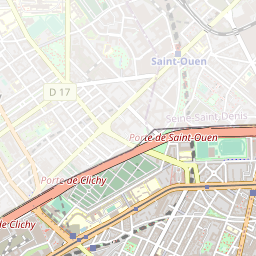 Saint-Ouen
D 17
Seine-Saint-Denis
Porte de Saint-Ouen
Porte de Clichy
de Clichy